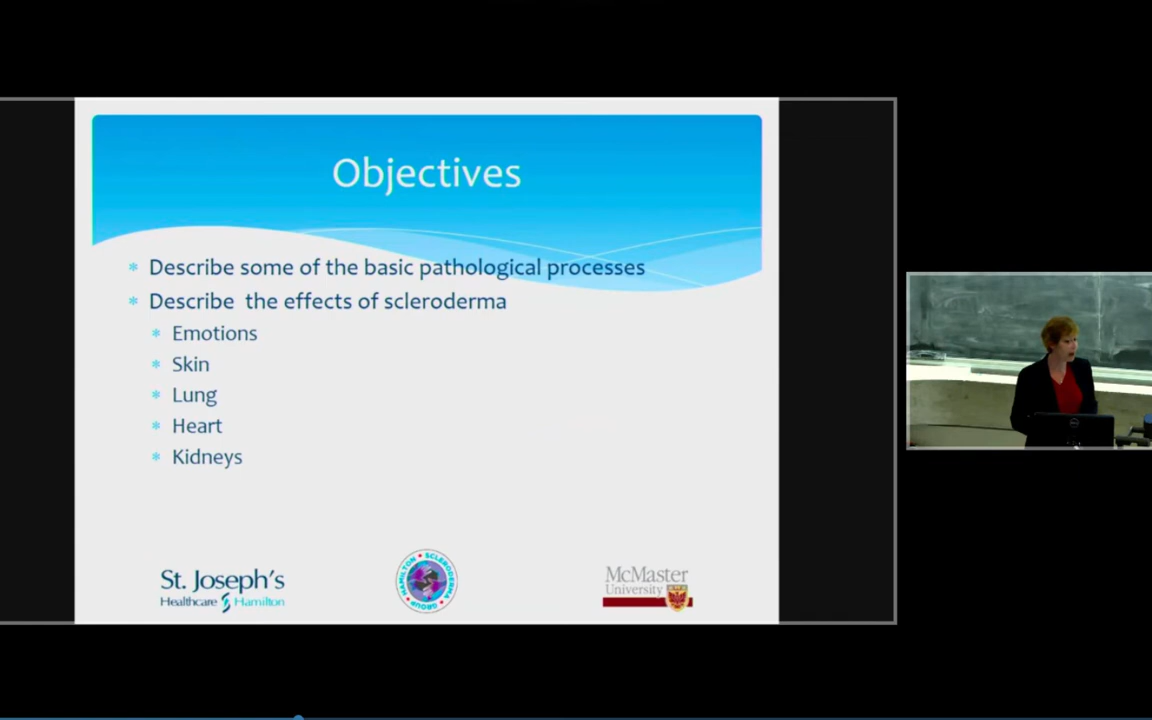 Objectives
Describe some of the basic pathological processes
Describe the effects of scleroderma
Emotions
Skin
Lung
Heart
Kidneys
St. Joseph's
Healthcare Hamilton
HAMILTON SCLERODERMA GROUP
McMaster
University